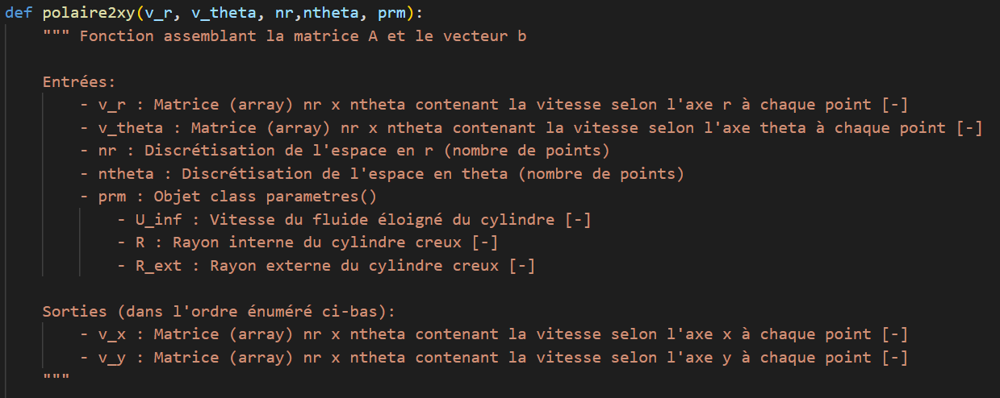 def polaire2xy(v_r, v_theta, nr,ntheta, prm):
""" Fonction assemblant la matrice A et le vecteur b
Entrées:
- v_r : Matrice (array) nr x ntheta contenant la vitesse selon l'axe r à chaque point [-]
- v_theta : Matrice (array) nr x ntheta contenant la vitesse selon l'axe theta à chaque point [-]
- nr : Discrétisation de l'espace en r (nombre de points)
- ntheta : Discrétisation de l'espace en theta (nombre de points)
- prm : Objet class parametres()
- U_inf : Vitesse du fluide éloigné du cylindre [-]
- R : Rayon interne du cylindre creux [-]
- R_ext : Rayon externe du cylindre creux [-]
Sorties (dans l'ordre énuméré ci-bas):
- v_x : Matrice (array) nr x ntheta contenant la vitesse selon l'axe x à chaque point [-]
- v_y : Matrice (array) nr x ntheta contenant la vitesse selon l'axe y à chaque point [-]
"""